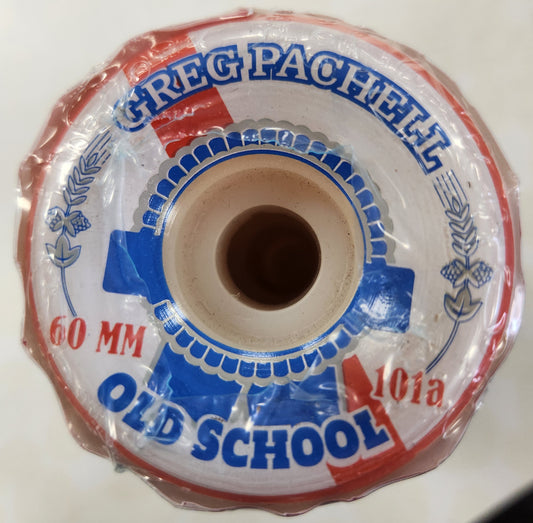 GREG PACHELL
60 MM
101a
OLD SCHOOL